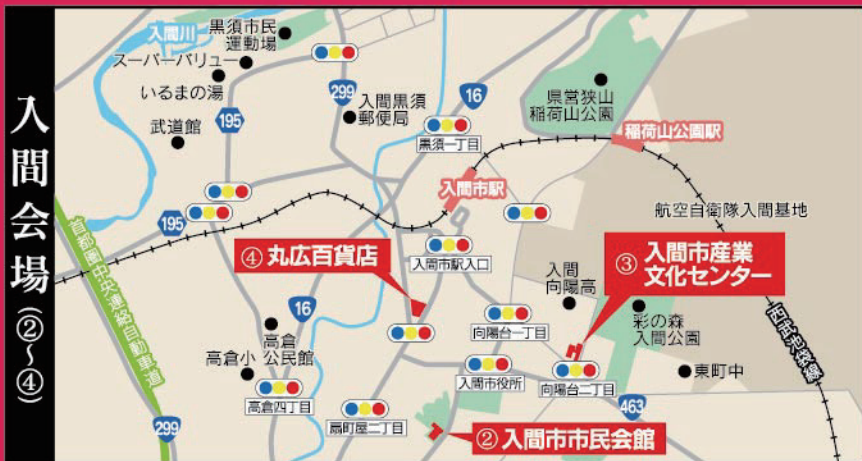 入間会場(②~④)
入間川
黒須市民
運動場
スーパーバリュー
いるまの湯
武道館
195
299
入間黒須
郵便局
16
黒須一丁目
県営狭山
稲荷山公園
稲荷山公園駅
入間市駅
航空自衛隊入間基地
195
首都圏中央連絡自動車道
④丸広百貨店
入間市駅入口
入間
向陽高
③入間市産業
文化センター
16
高倉
公民館
高倉小
向陽台一丁目
彩の森
入間公園
西武池袋線
高倉四丁目
入間市役所
向陽台二丁目
東町中
299
扇町屋二丁目
463
②入間市市民会館